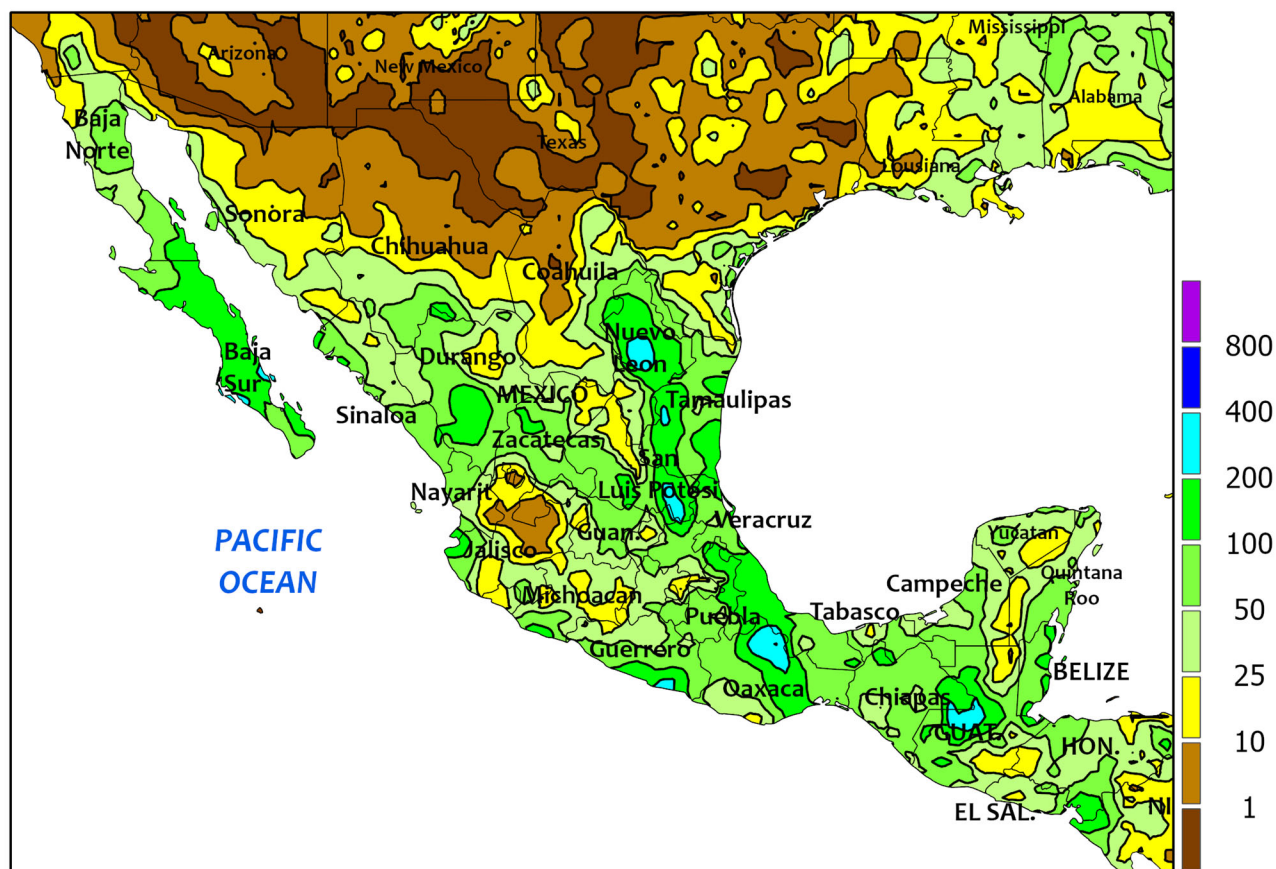 Mississippi
Arizona
New Mexico
Alabama
Baja
Norte
Texas
Lousiana
Sonora
Chihuahua
Coahuila
Nuevo
Leon
800
Baja
Sur
Durango
MEXICO
Tamaulipas
400
Sinaloa
Zacatecas
San
Luis Potosi
200
Nayarit
Veracruz
Guan.
Yucatan
100
PACIFIC
OCEAN
Jalisco
Quintana
Roo
Campeche
Michoacan
Tabasco
50
Puebla
Guerrero
BELIZE
25
Oaxaca
Chiapas
GUAT.
HON.
10
EL SAL.
NI
1